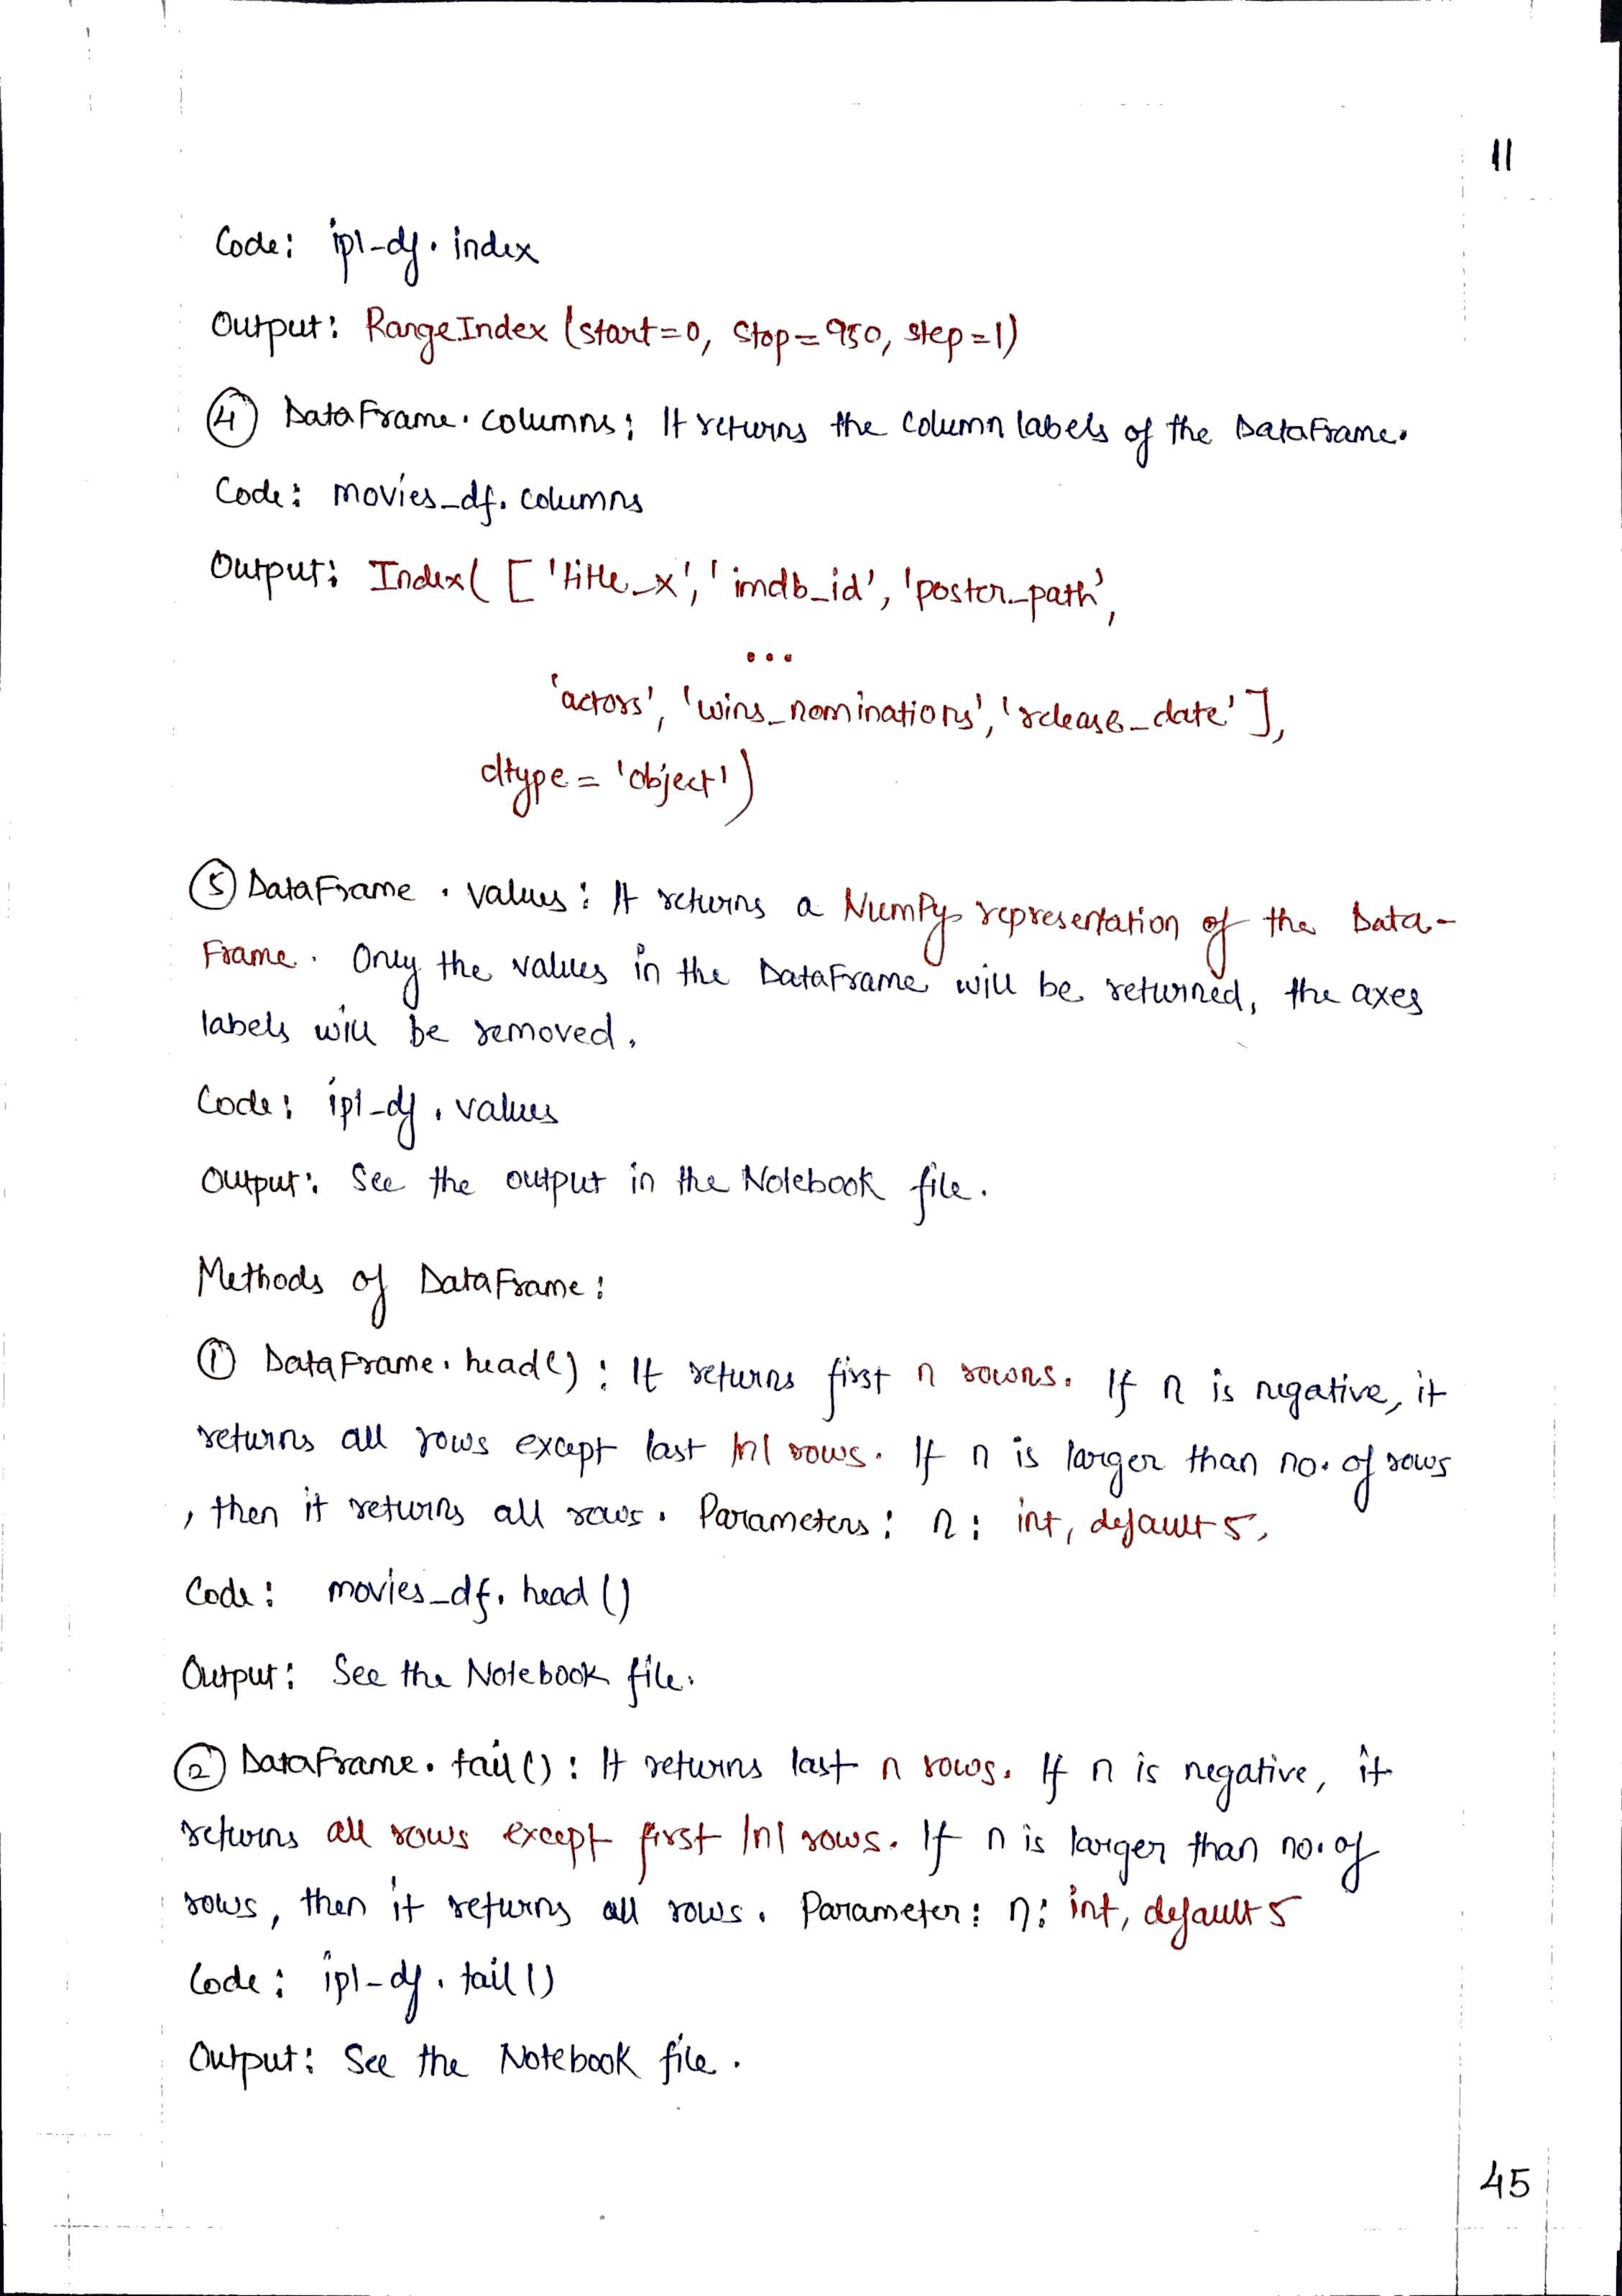 11
Code: ipl_df.index
Output: RangeIndex (start=0, stop=950, step=1)
④ DataFrame.columns: It returns the column labels of the DataFrame.
Code: movies_df.columns
Output: Index( ['title_x', 'imdb_id', 'poster_path',
...
'actors', 'wins_nominations', 'release_date'],
dtype = 'object')
⑤ DataFrame.values: It returns a NumPy representation of the Data-
Frame. Only the values in the DataFrame will be returned, the axes
labels will be removed.
Code: ipl_df.values
Output: See the output in the Notebook file.
Methods of DataFrame:
① DataFrame.head(): It returns first n rowns. If n is negative, it
returns all rows except last |n| rows. If n is larger than no. of rows
, then it returns all rows. Parameters: n: int, default 5.
Code: movies_df.head()
Output: See the Notebook file.
② DataFrame.tail(): It returns last n rows. If n is negative, it
returns all rows except first |n| rows. If n is larger than no. of
rows, then it returns all rows. Parameter: n: int, default 5
Code: ipl_df.tail()
Output: See the Notebook file.
45